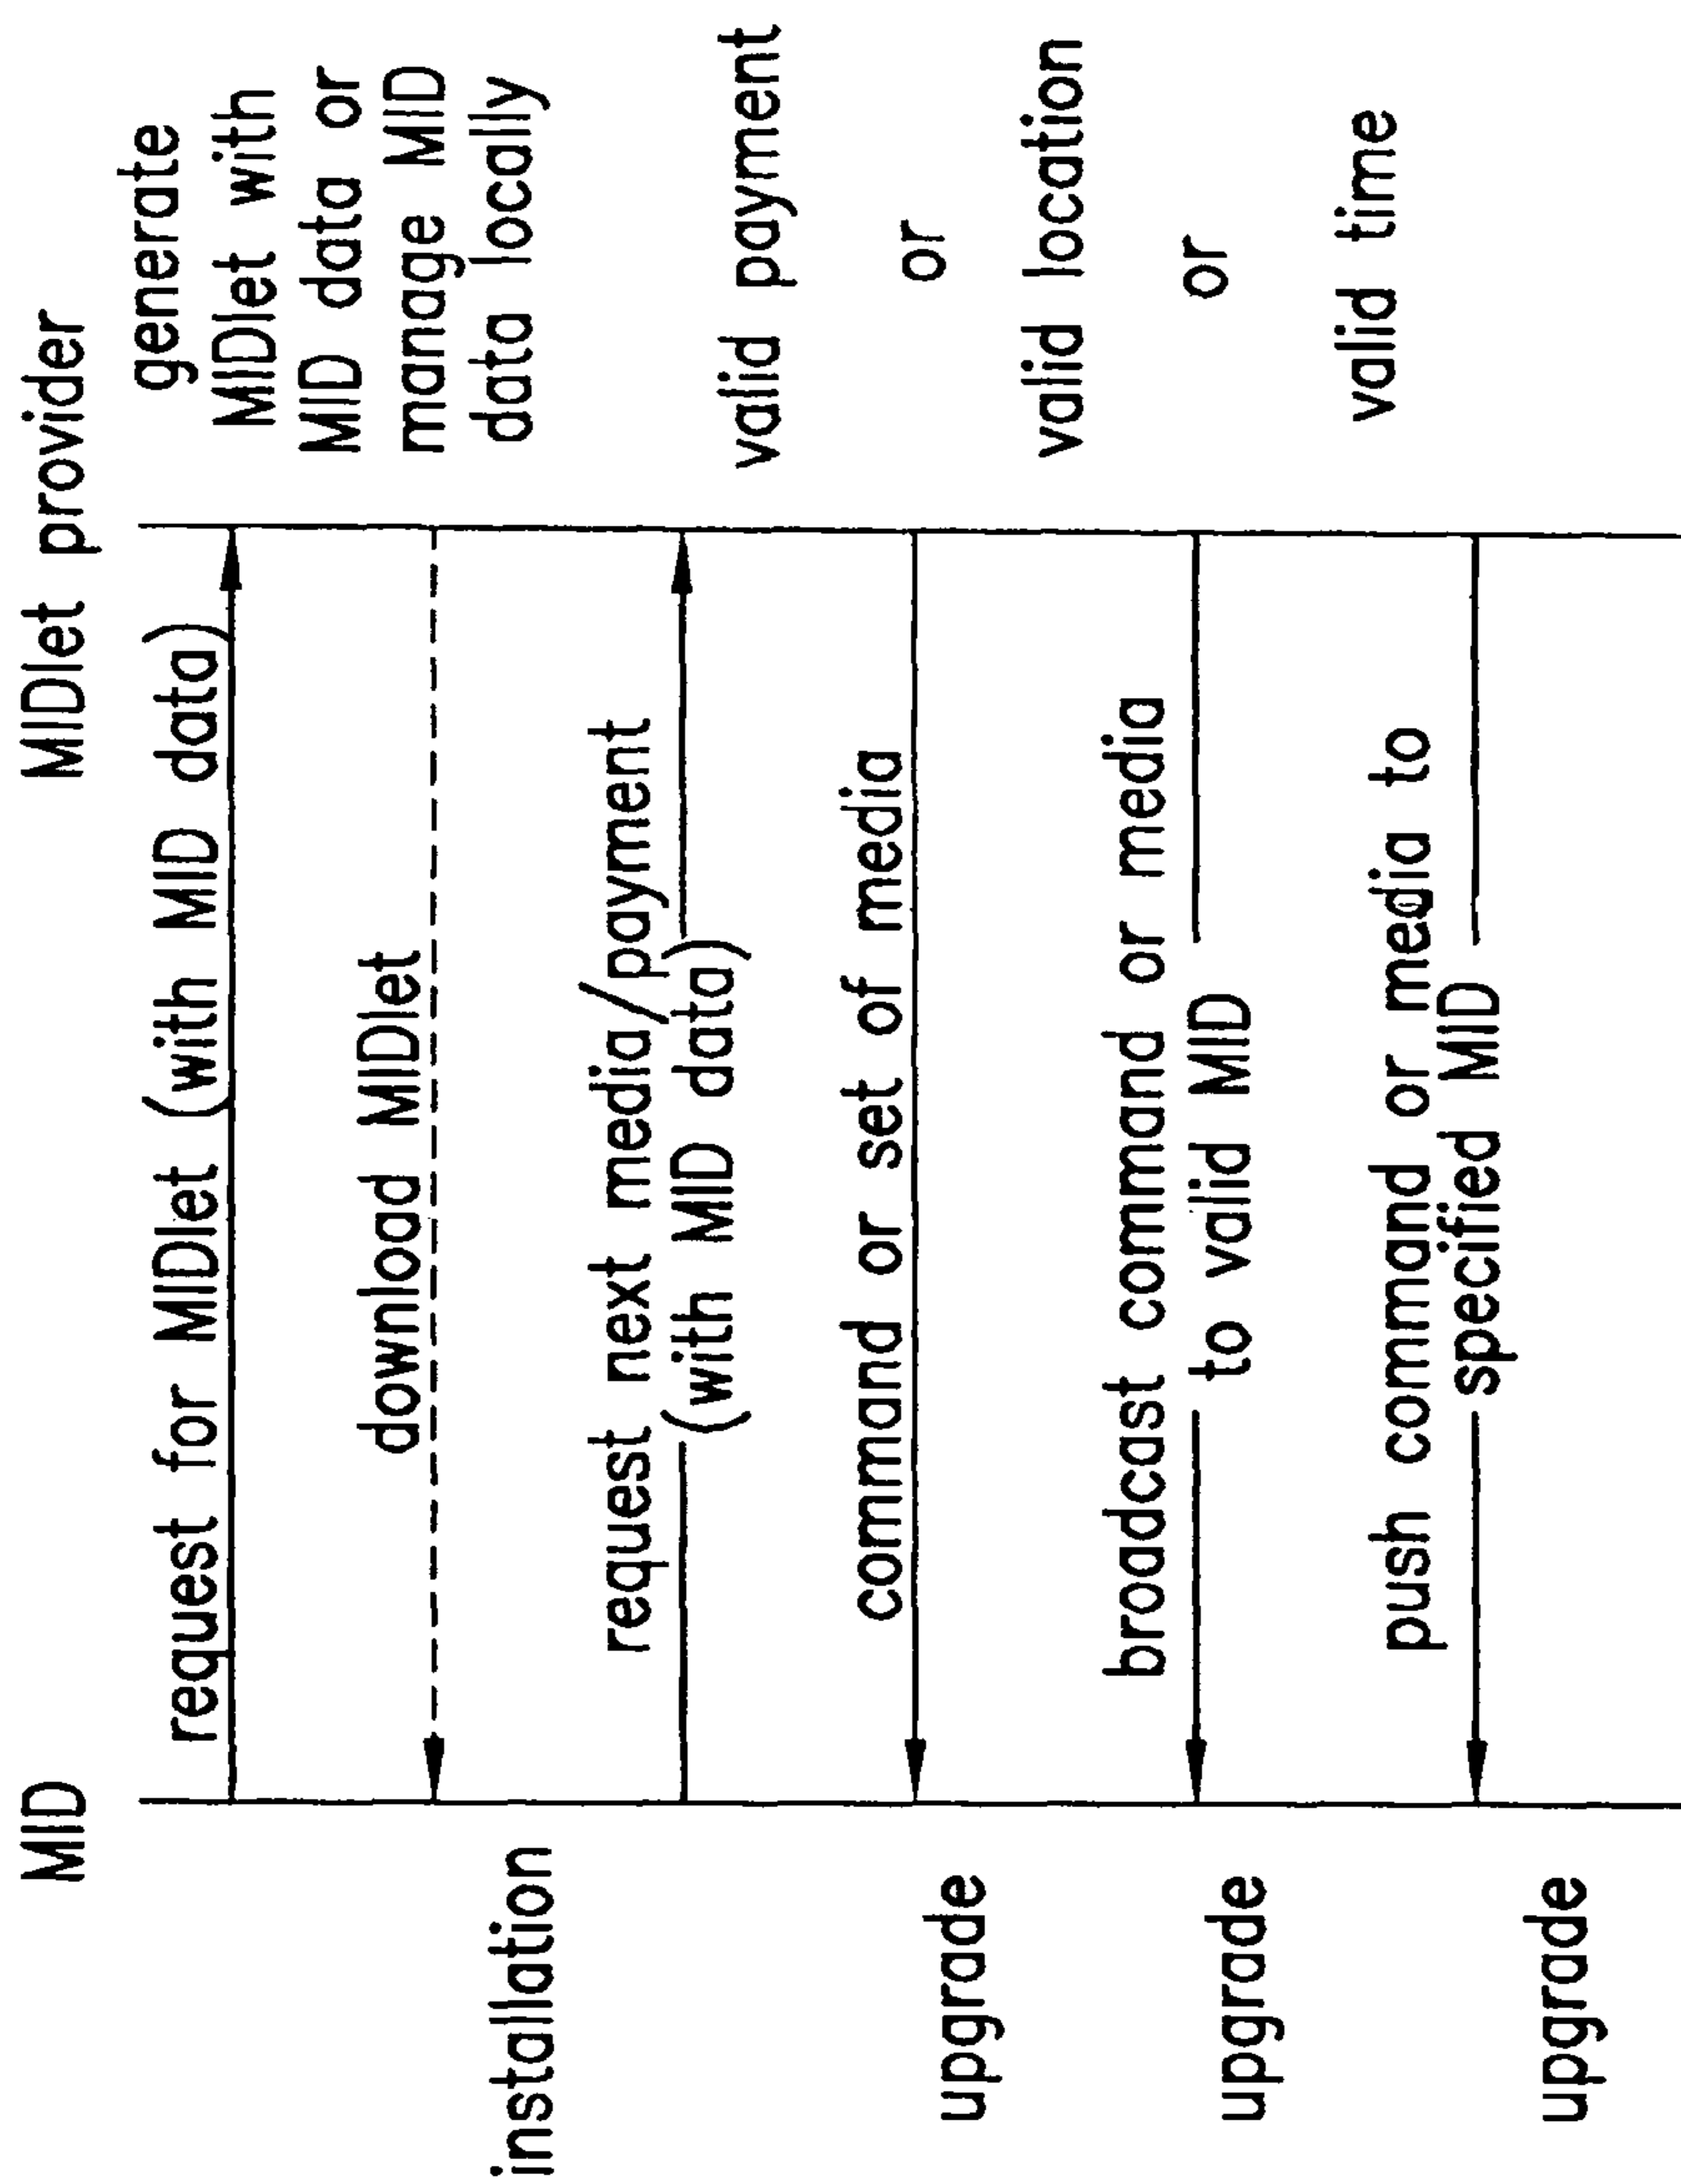 MID
MIDlet provider
request for MIDlet (with MID data)
generate
MIDlet with
MID data or
manage MID
data locally
download MIDlet
installation
request next media/payment
(with MID data)
valid payment
command or set of media
or
upgrade
valid location
broadcast command or media
to valid MID
or
upgrade
valid time
push command or media to
specified MID
upgrade